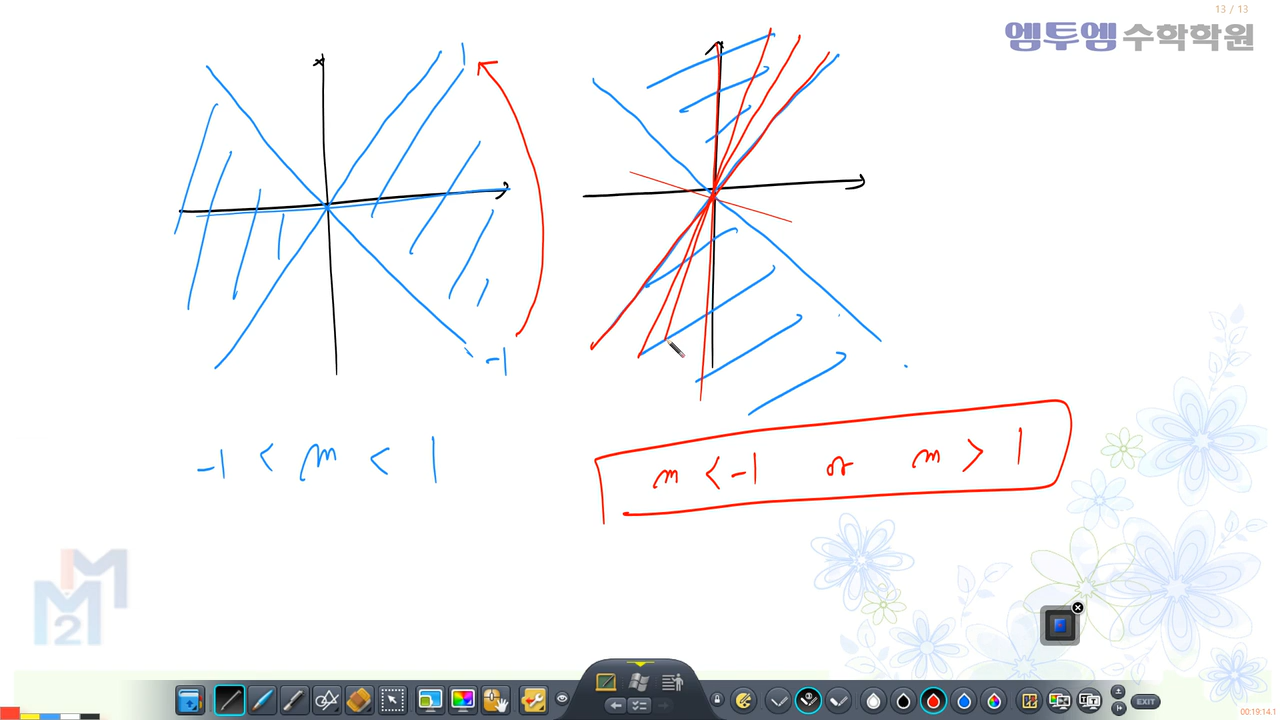 13 / 13
엠투엠 수학학원
1
-1
-1 < m < 1
m < -1 or m > 1
M2M
EXIT
00:19:14.1